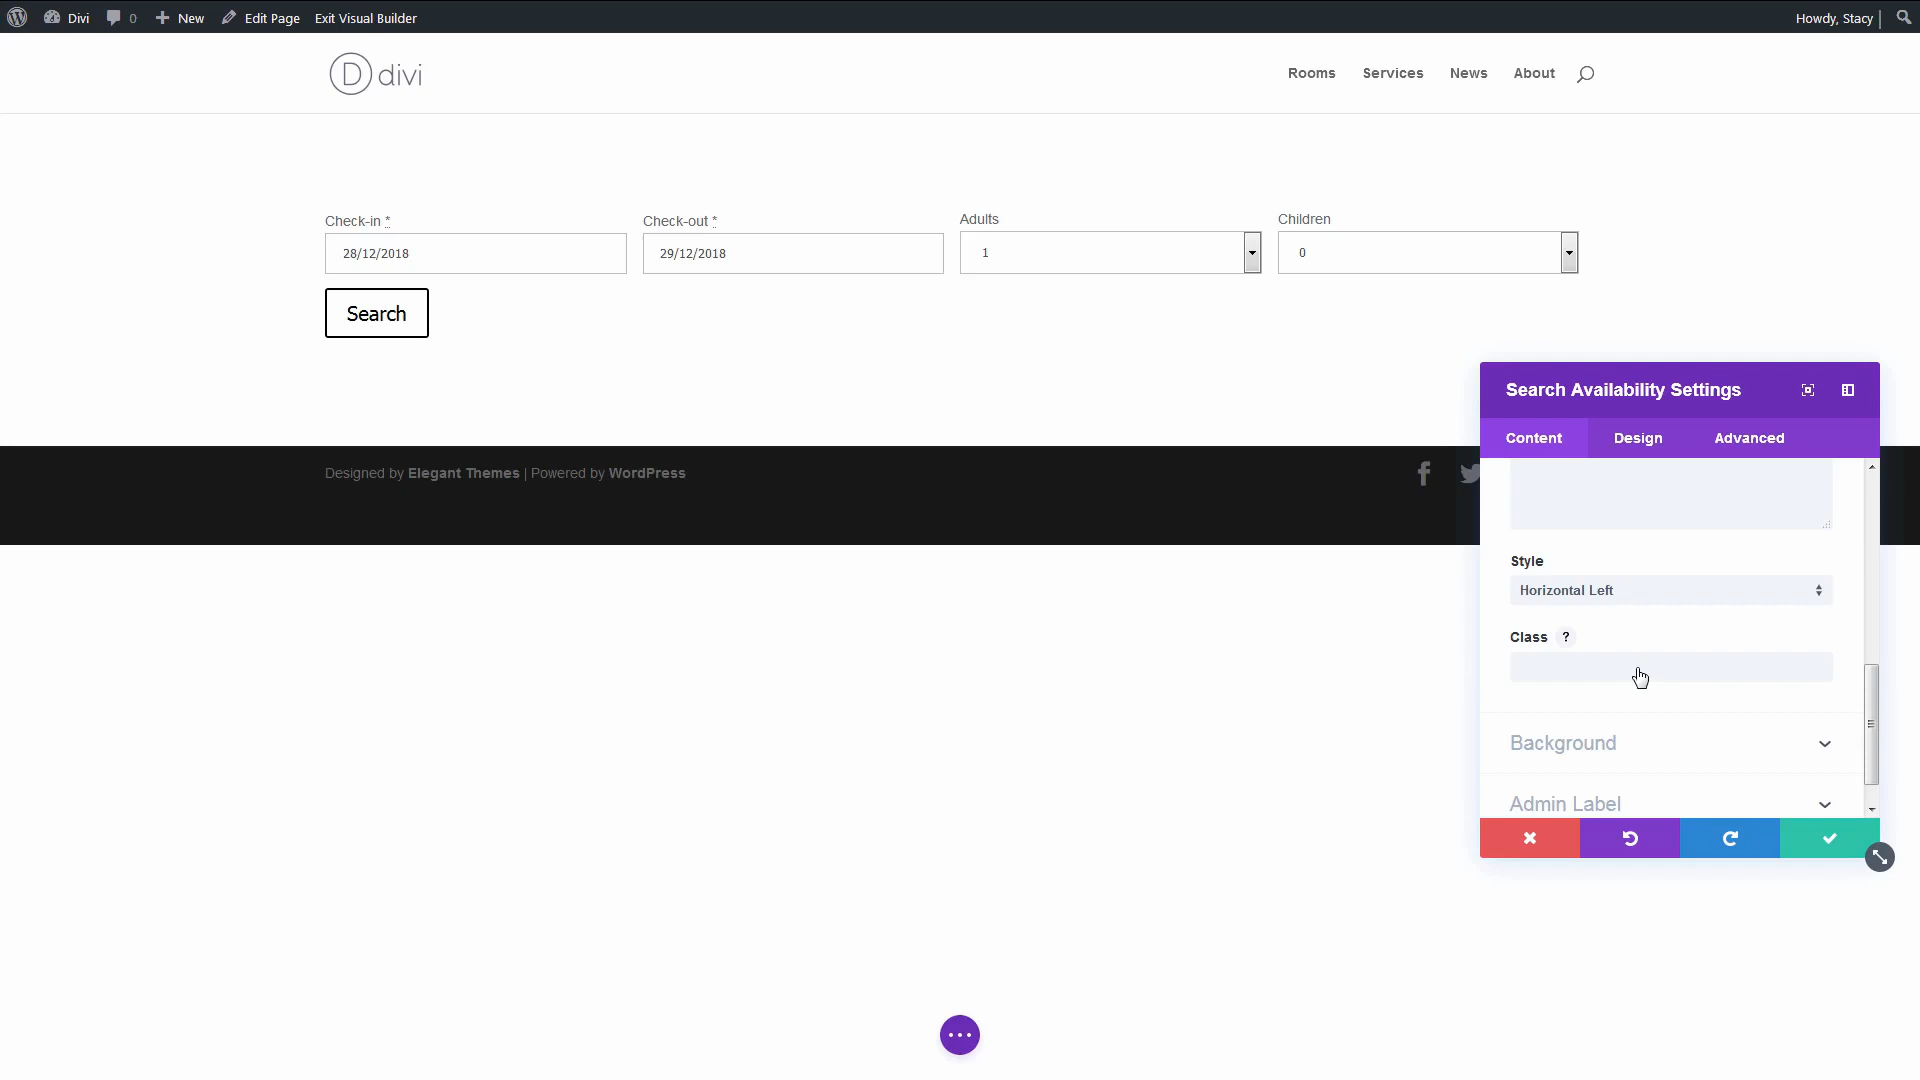 Divi 0 New Edit Page Exit Visual Builder Howdy, Stacy
D divi
Rooms Services News About
Check-in * Check-out * Adults Children
28/12/2018 29/12/2018 1 0
Search
Search Availability Settings
Content Design Advanced
Designed by Elegant Themes | Powered by WordPress
Style
Horizontal Left
Class ?
Background
Admin Label